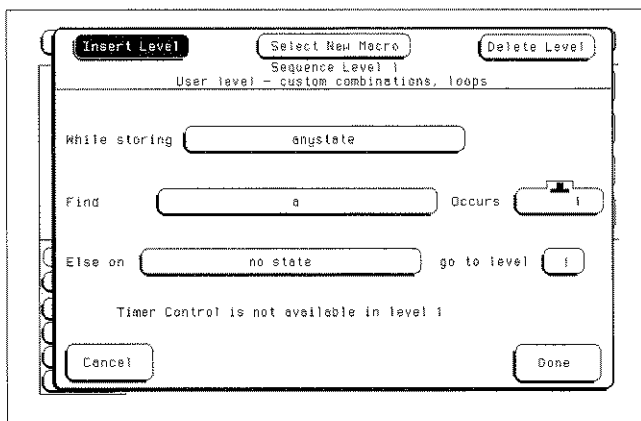 Insert Level Select New Macro Delete Level
Sequence Level 1
User level - custom combinations, loops
While storing anystate
Find a Occurs 1
Else on no state go to level 1
Timer Control is not available in level 1
Cancel Done